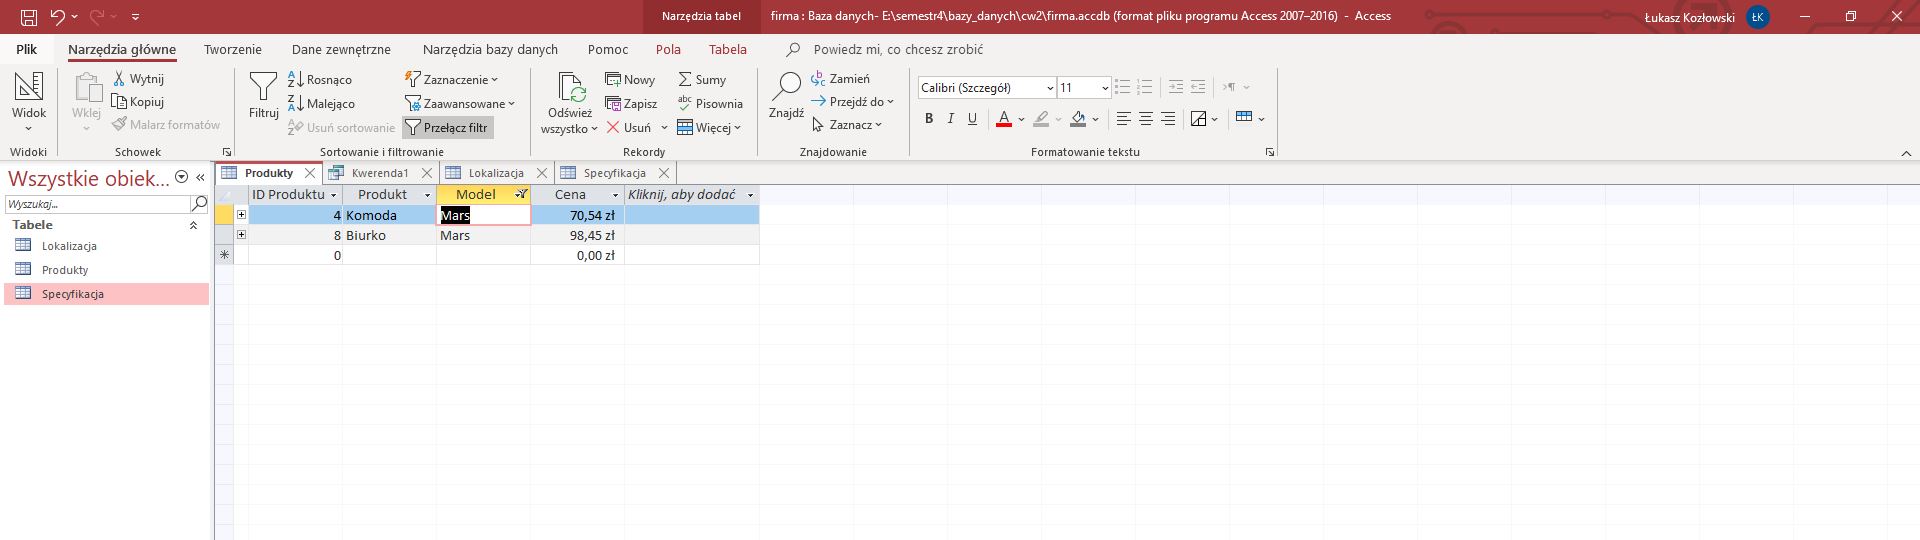 Narzędzia tabel
firma : Baza danych- E:\semestr4\bazy_danych\cw2\firma.accdb (format pliku programu Access 2007–2016) - Access
Łukasz Kozłowski
ŁK
Plik
Narzędzia główne
Tworzenie
Dane zewnętrzne
Narzędzia bazy danych
Pomoc
Pola
Tabela
Powiedz mi, co chcesz zrobić
Widok
Widoki
Wklej
Wytnij
Kopiuj
Malarz formatów
Schowek
Filtruj
Rosnąco
Malejąco
Usuń sortowanie
Zaznaczenie
Zaawansowane
Przełącz filtr
Sortowanie i filtrowanie
Odśwież
wszystko
Nowy
Zapisz
Usuń
Sumy
Pisownia
Więcej
Rekordy
Znajdź
Zamień
Przejdź do
Zaznacz
Znajdowanie
Calibri (Szczegół)
11
B I U A
Formatowanie tekstu
Wszystkie obiek...
Wyszukaj...
Tabele
Lokalizacja
Produkty
Specyfikacja
Produkty
Kwerenda1
Lokalizacja
Specyfikacja
ID Produktu Produkt Model Cena Kliknij, aby dodać
4 Komoda Mars 70,54 zł
8 Biurko Mars 98,45 zł
0 0,00 zł